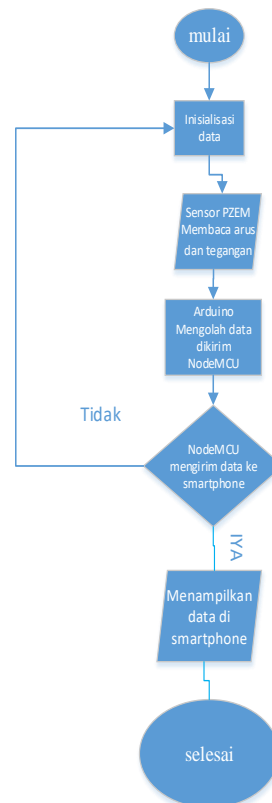 mulai
Inisialisasi
data
Sensor PZEM
Membaca arus
dan tegangan
Arduino
Mengolah data
dikirim
NodeMCU
Tidak
NodeMCU
mengirim data ke
smartphone
IYA
Menampilkan
data di
smartphone
selesai